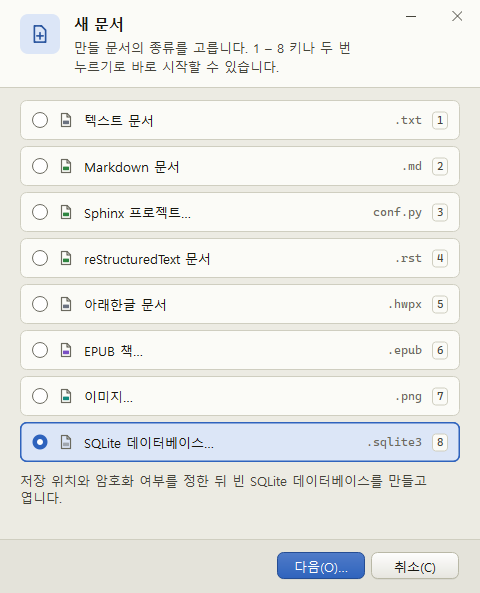 새 문서
만들 문서의 종류를 고릅니다. 1 – 8 키나 두 번
누르기로 바로 시작할 수 있습니다.
텍스트 문서 .txt 1
Markdown 문서 .md 2
Sphinx 프로젝트... conf.py 3
reStructuredText 문서 .rst 4
아래한글 문서 .hwpx 5
EPUB 책... .epub 6
이미지... .png 7
SQLite 데이터베이스... .sqlite3 8
저장 위치와 암호화 여부를 정한 뒤 빈 SQLite 데이터베이스를 만들고
엽니다.
다음(O)... 취소(C)